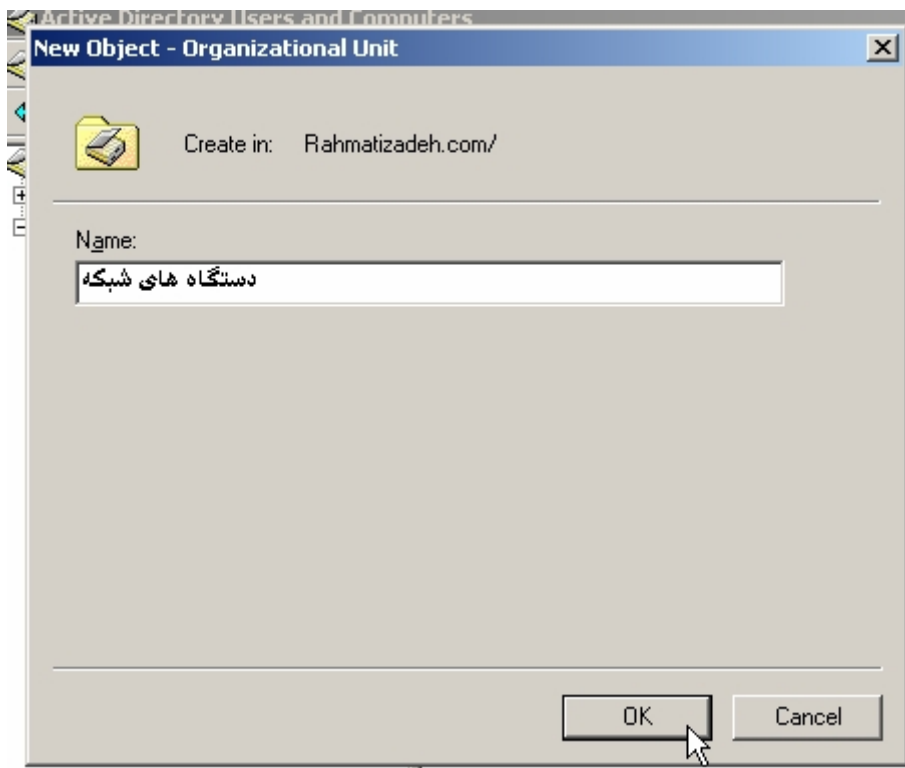 Active Directory Users and Computers
New Object - Organizational Unit
Create in: Rahmatizadeh.com/
Name:
دستگاه های شبکه
OK
Cancel